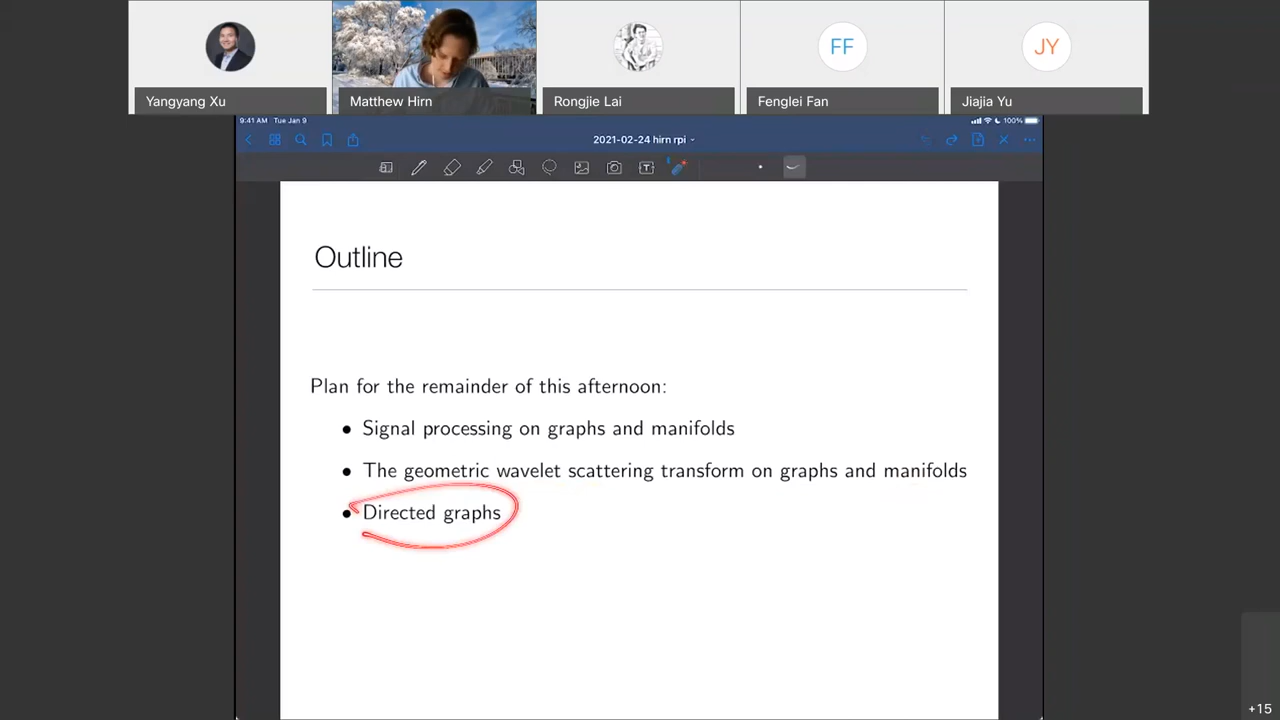 Yangyang Xu
Matthew Hirn
Rongjie Lai
FF
Fenglei Fan
JY
Jiajia Yu
9:41 AM Tue Jan 9
100%
2021-02-24 hirn rpi
T
Outline
Plan for the remainder of this afternoon:
• Signal processing on graphs and manifolds
• The geometric wavelet scattering transform on graphs and manifolds
• Directed graphs
+15